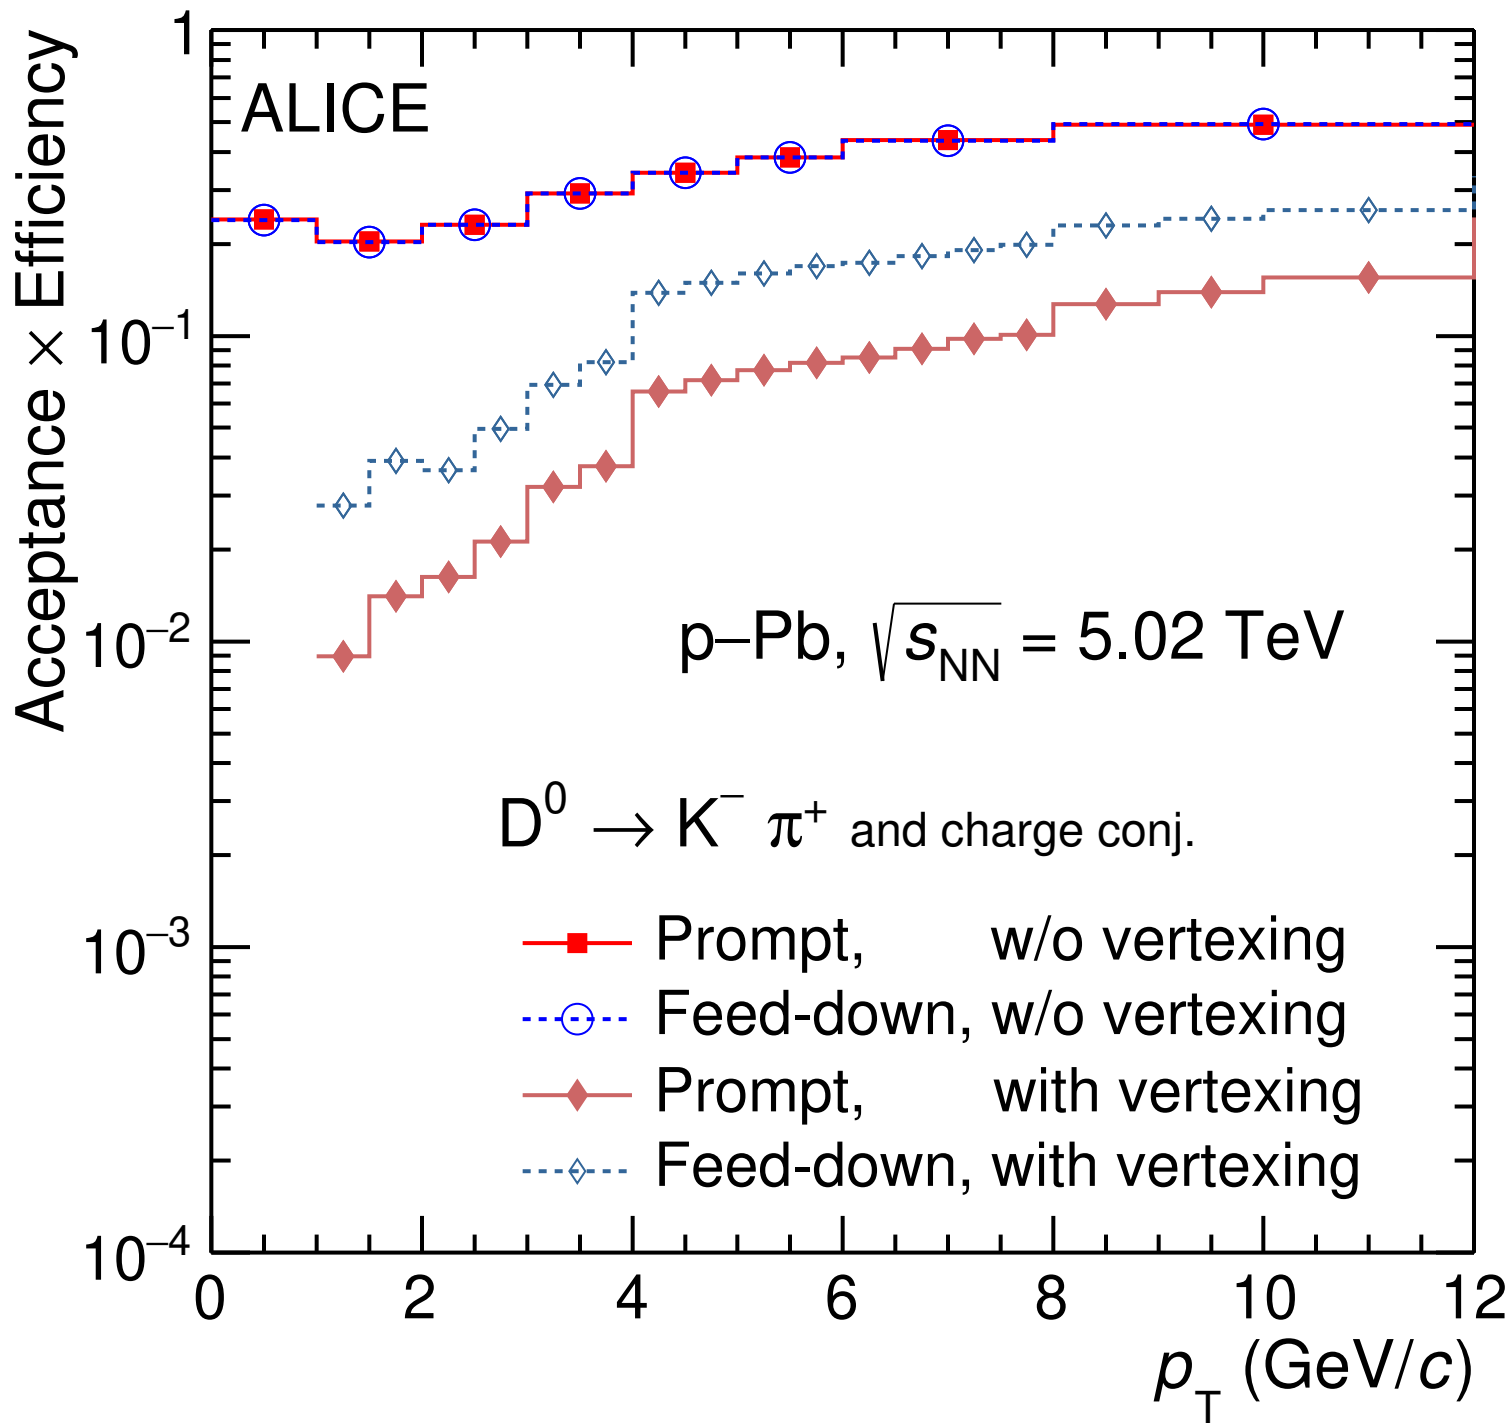 Acceptance × Efficiency
1
10⁻¹
10⁻²
10⁻³
10⁻⁴
ALICE
p–Pb, √s_NN = 5.02 TeV
D⁰ → K⁻ π⁺ and charge conj.
Prompt, w/o vertexing
Feed-down, w/o vertexing
Prompt, with vertexing
Feed-down, with vertexing
0 2 4 6 8 10 12
p_T (GeV/c)